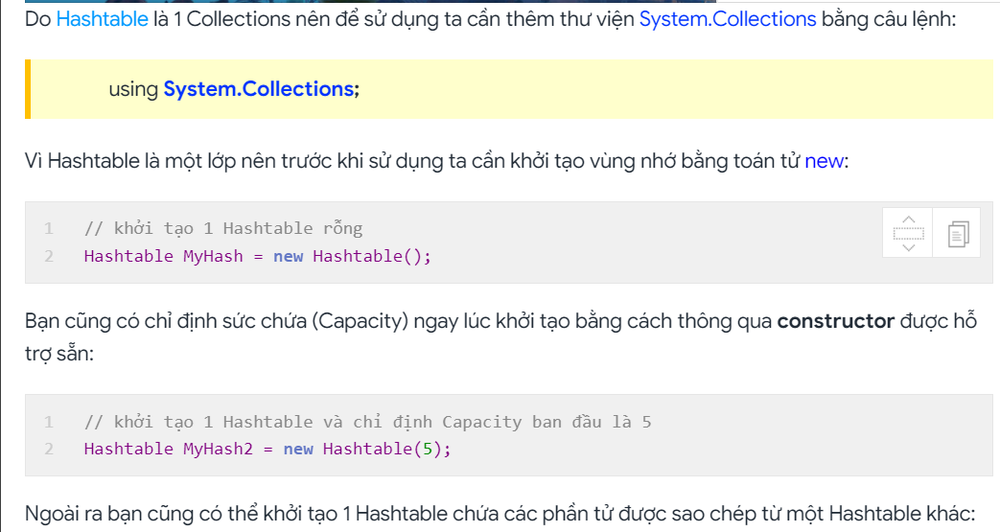 Do Hashtable là 1 Collections nên để sử dụng ta cần thêm thư viện System.Collections bằng câu lệnh:
using System.Collections;
Vì Hashtable là một lớp nên trước khi sử dụng ta cần khởi tạo vùng nhớ bằng toán tử new:
1 // khởi tạo 1 Hashtable rỗng
2 Hashtable MyHash = new Hashtable();
Bạn cũng có chỉ định sức chứa (Capacity) ngay lúc khởi tạo bằng cách thông qua constructor được hỗ
trợ sẵn:
1 // khởi tạo 1 Hashtable và chỉ định Capacity ban đầu là 5
2 Hashtable MyHash2 = new Hashtable(5);
Ngoài ra bạn cũng có thể khởi tạo 1 Hashtable chứa các phần tử được sao chép từ một Hashtable khác: